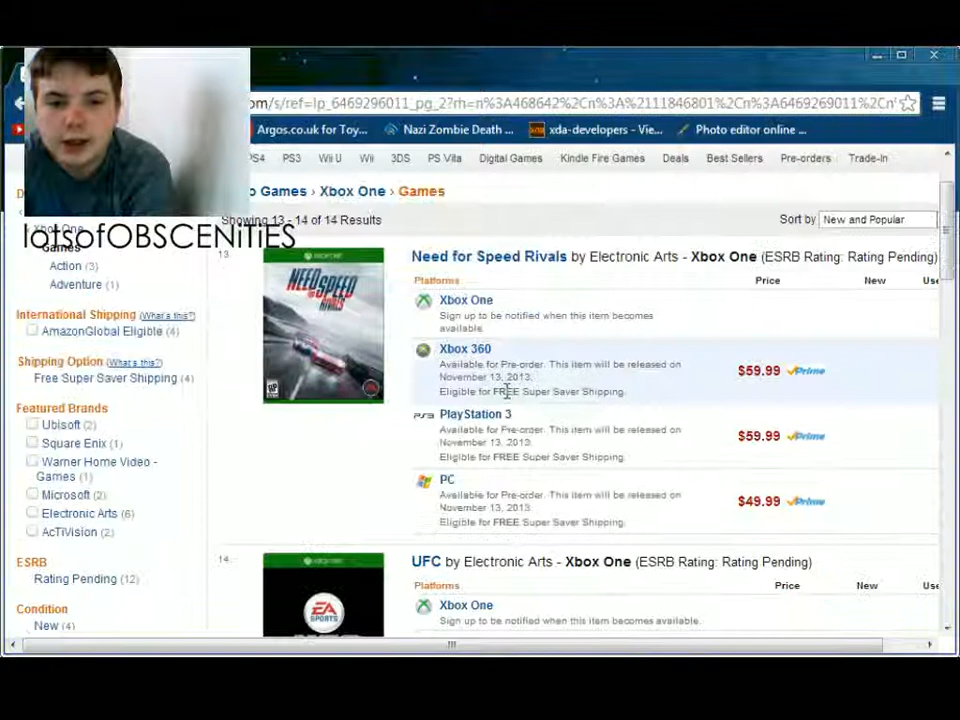 om/s/ref=lp_6469296011_pg_2?rh=n%3A468642%2Cn%3A%2111846801%2Cn%3A6469269011%2Cn'
Argos.co.uk for Toy...
Nazi Zombie Death ...
xda-developers - Vie...
Photo editor online ...
PS4 PS3 Wii U Wii 3DS PS Vita Digital Games Kindle Fire Games Deals Best Sellers Pre-orders Trade-In
Games › Xbox One › Games
Showing 13 - 14 of 14 Results
Sort by New and Popular
lotsofOBSCENiTiES
Games
Action (3)
Adventure (1)
International Shipping (What's this?)
AmazonGlobal Eligible (4)
Shipping Option (What's this?)
Free Super Saver Shipping (4)
Featured Brands
Ubisoft (2)
Square Enix (1)
Warner Home Video -
Games (1)
Microsoft (2)
Electronic Arts (6)
AcTiVision (2)
ESRB
Rating Pending (12)
Condition
New (4)
13
NEED FOR SPEED
RIVALS
Need for Speed Rivals by Electronic Arts - Xbox One (ESRB Rating: Rating Pending)
Platforms Price New
Xbox One
Sign up to be notified when this item becomes
available.
Xbox 360
Available for Pre-order. This item will be released on
November 13, 2013.
Eligible for FREE Super Saver Shipping.
$59.99 Prime
PlayStation 3
Available for Pre-order. This item will be released on
November 13, 2013.
Eligible for FREE Super Saver Shipping.
$59.99 Prime
PC
Available for Pre-order. This item will be released on
November 13, 2013.
Eligible for FREE Super Saver Shipping.
$49.99 Prime
14
EA
SPORTS
UFC by Electronic Arts - Xbox One (ESRB Rating: Rating Pending)
Platforms Price New Use
Xbox One
Sign up to be notified when this item becomes available.